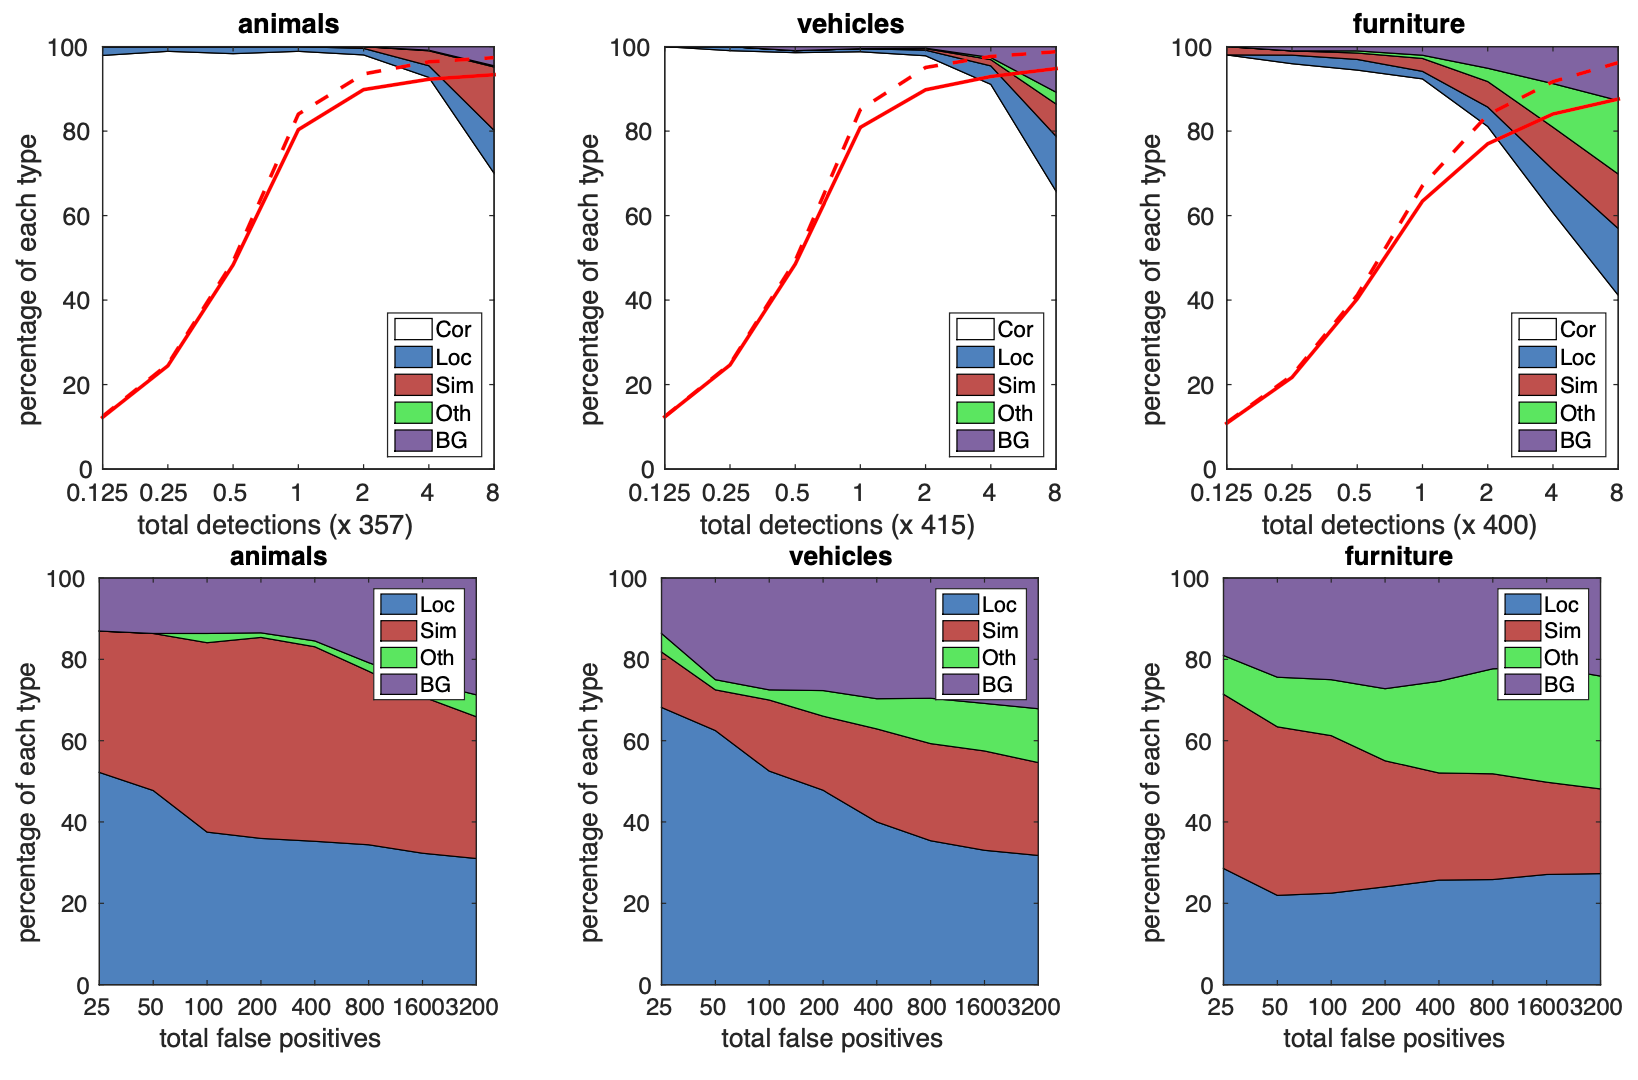 animals
percentage of each type
100
80
60
40
20
0
Cor
Loc
Sim
Oth
BG
0.125 0.25 0.5 1 2 4 8
total detections (x 357)
vehicles
percentage of each type
100
80
60
40
20
0
Cor
Loc
Sim
Oth
BG
0.125 0.25 0.5 1 2 4 8
total detections (x 415)
furniture
percentage of each type
100
80
60
40
20
0
Cor
Loc
Sim
Oth
BG
0.125 0.25 0.5 1 2 4 8
total detections (x 400)
animals
percentage of each type
100
80
60
40
20
0
Loc
Sim
Oth
BG
25 50 100 200 400 800 1600 3200
total false positives
vehicles
percentage of each type
100
80
60
40
20
0
Loc
Sim
Oth
BG
25 50 100 200 400 800 1600 3200
total false positives
furniture
percentage of each type
100
80
60
40
20
0
Loc
Sim
Oth
BG
25 50 100 200 400 800 1600 3200
total false positives